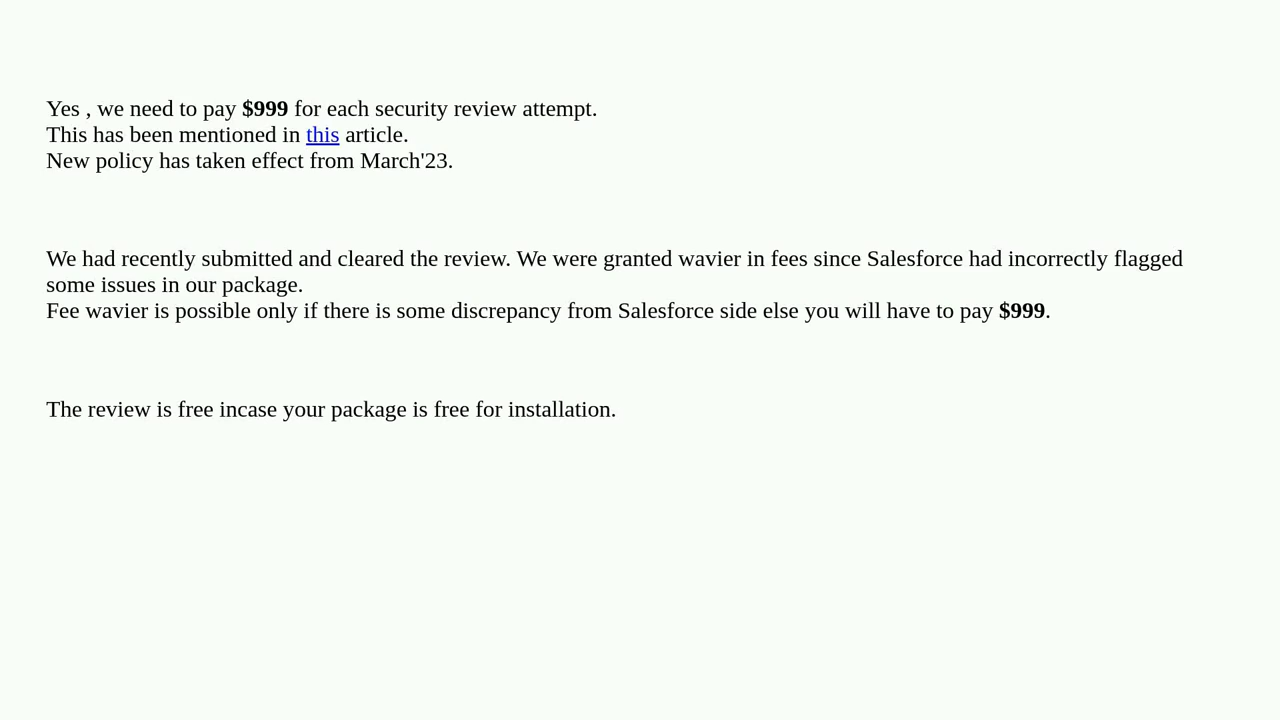 Yes , we need to pay $999 for each security review attempt.
This has been mentioned in this article.
New policy has taken effect from March'23.
We had recently submitted and cleared the review. We were granted wavier in fees since Salesforce had incorrectly flagged
some issues in our package.
Fee wavier is possible only if there is some discrepancy from Salesforce side else you will have to pay $999.
The review is free incase your package is free for installation.